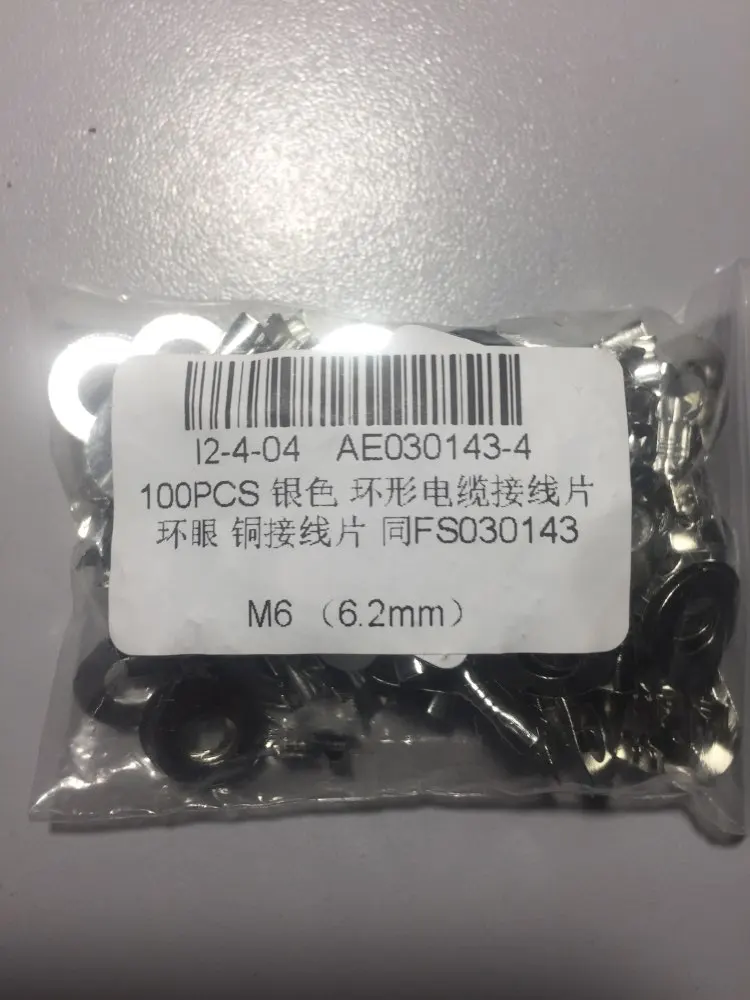 I2-4-04 AE030143-4
100PCS 银色 环形电缆接线片
环眼 铜接线片 同FS030143
M6 （6.2mm）